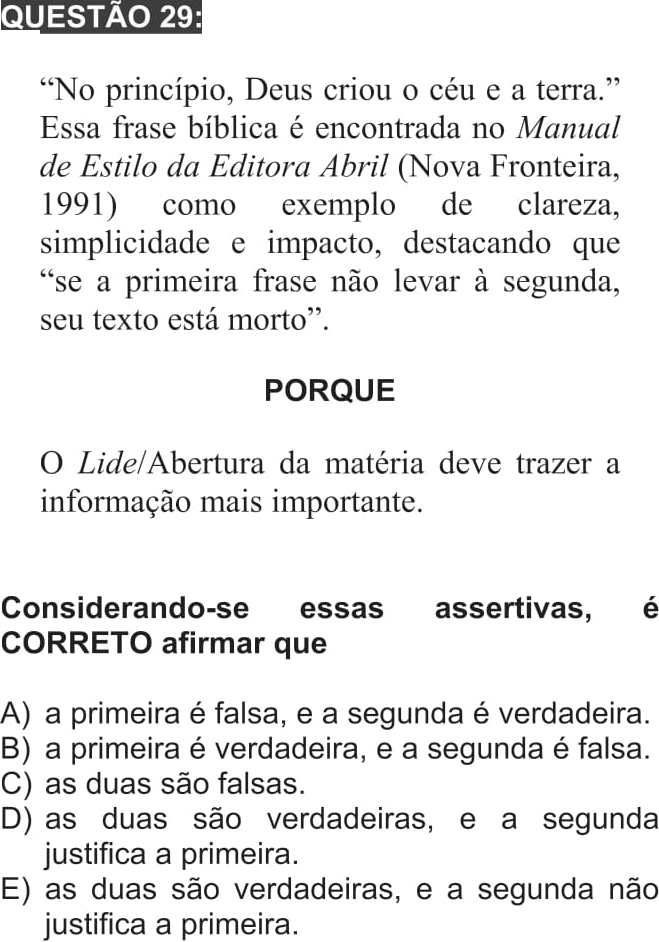 QUESTÃO 29:
“No princípio, Deus criou o céu e a terra.”
Essa frase bíblica é encontrada no Manual
de Estilo da Editora Abril (Nova Fronteira,
1991) como exemplo de clareza,
simplicidade e impacto, destacando que
“se a primeira frase não levar à segunda,
seu texto está morto”.
PORQUE
O Lide/Abertura da matéria deve trazer a
informação mais importante.
Considerando-se essas assertivas, é
CORRETO afirmar que
A) a primeira é falsa, e a segunda é verdadeira.
B) a primeira é verdadeira, e a segunda é falsa.
C) as duas são falsas.
D) as duas são verdadeiras, e a segunda
justifica a primeira.
E) as duas são verdadeiras, e a segunda não
justifica a primeira.